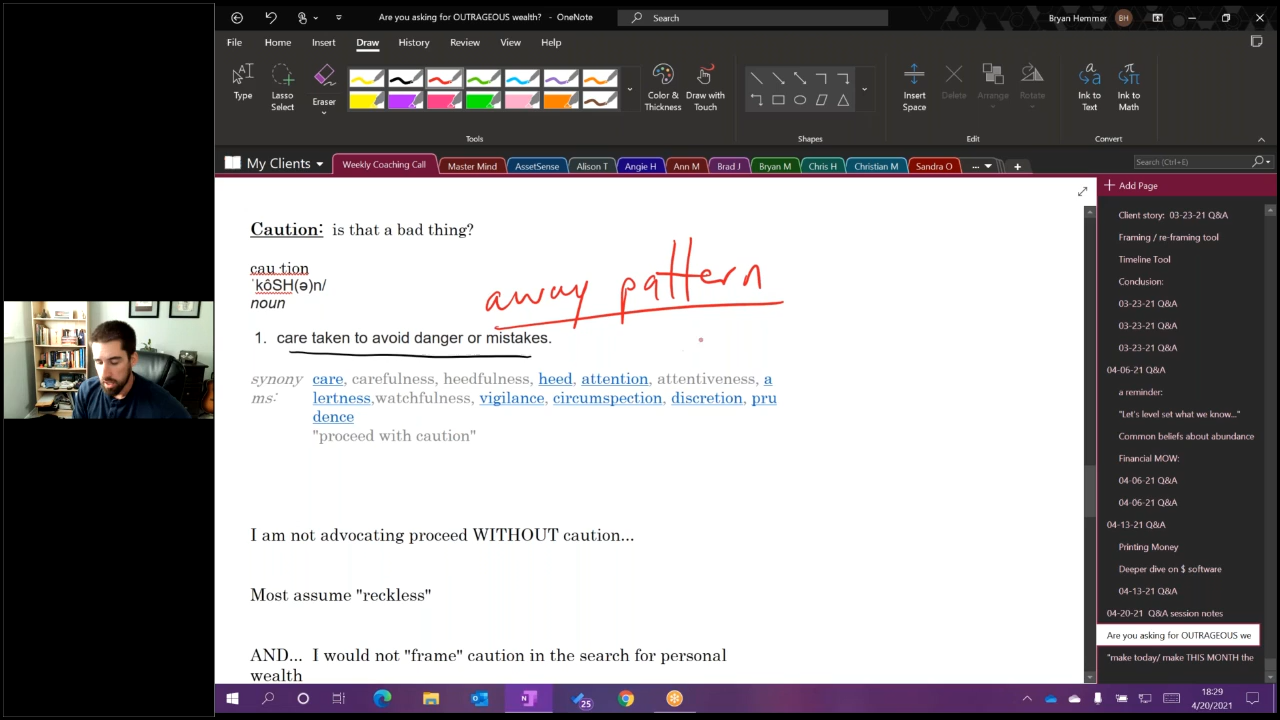 Are you asking for OUTRAGEOUS wealth? - OneNote
Search
Bryan Hemmer
BH
File Home Insert Draw History Review View Help
Type
Lasso Select
Eraser
Color & Thickness
Draw with Touch
Insert Space
Delete
Arrange
Rotate
Ink to Text
Ink to Math
Tools
Shapes
Edit
Convert
My Clients
Weekly Coaching Call
Master Mind
AssetSense
Alison T
Angie H
Ann M
Brad J
Bryan M
Chris H
Christian M
Sandra O
...
Search (Ctrl+E)
Caution: is that a bad thing?
cau·tion
ˈkôSH(ə)n/
noun
away pattern
1. care taken to avoid danger or mistakes.
synony care, carefulness, heedfulness, heed, attention, attentiveness, a
ms: lertness,watchfulness, vigilance, circumspection, discretion, pru
dence
"proceed with caution"
I am not advocating proceed WITHOUT caution...
Most assume "reckless"
AND... I would not "frame" caution in the search for personal
wealth
Add Page
Client story: 03-23-21 Q&A
Framing / re-framing tool
Timeline Tool
Conclusion:
03-23-21 Q&A
03-23-21 Q&A
03-23-21 Q&A
04-06-21 Q&A
a reminder:
"Let's level set what we know..."
Common beliefs about abundance
Financial MOW:
04-06-21 Q&A
04-06-21 Q&A
04-13-21 Q&A
Printing Money
Deeper dive on $ software
04-13-21 Q&A
04-20-21 Q&A session notes
Are you asking for OUTRAGEOUS we
"make today/ make THIS MONTH the
25
18:29
4/20/2021